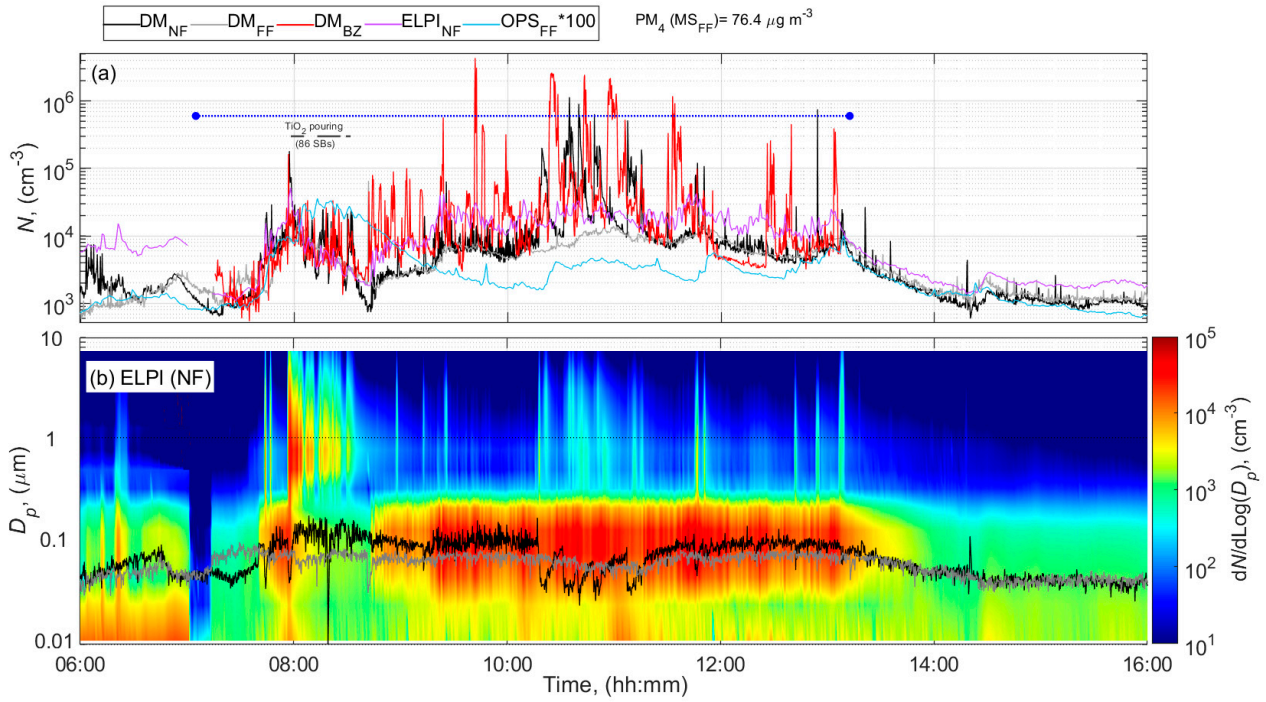 DM_NF DM_FF DM_BZ ELPI_NF OPS_FF*100 PM_4 (MS_FF)= 76.4 μg m^-3
(a)
10^6
TiO_2 pouring
(86 SBs)
10^5
N, (cm^-3)
10^4
10^3
10
(b) ELPI (NF)
1
D_p, (μm)
0.1
0.01
10^5
10^4
10^3
10^2
10^1
dN/dLog(D_p), (cm^-3)
06:00 08:00 10:00 12:00 14:00 16:00
Time, (hh:mm)